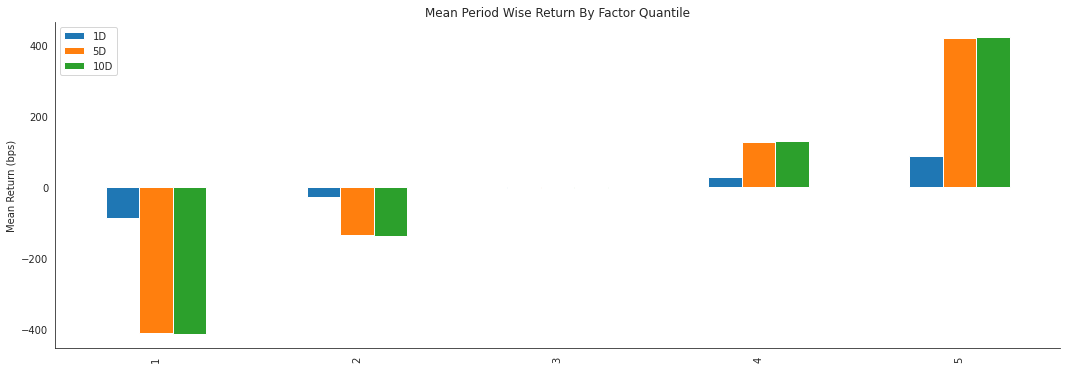 Mean Period Wise Return By Factor Quantile
1D
5D
10D
Mean Return (bps)
400
200
0
−200
−400
1
2
3
4
5